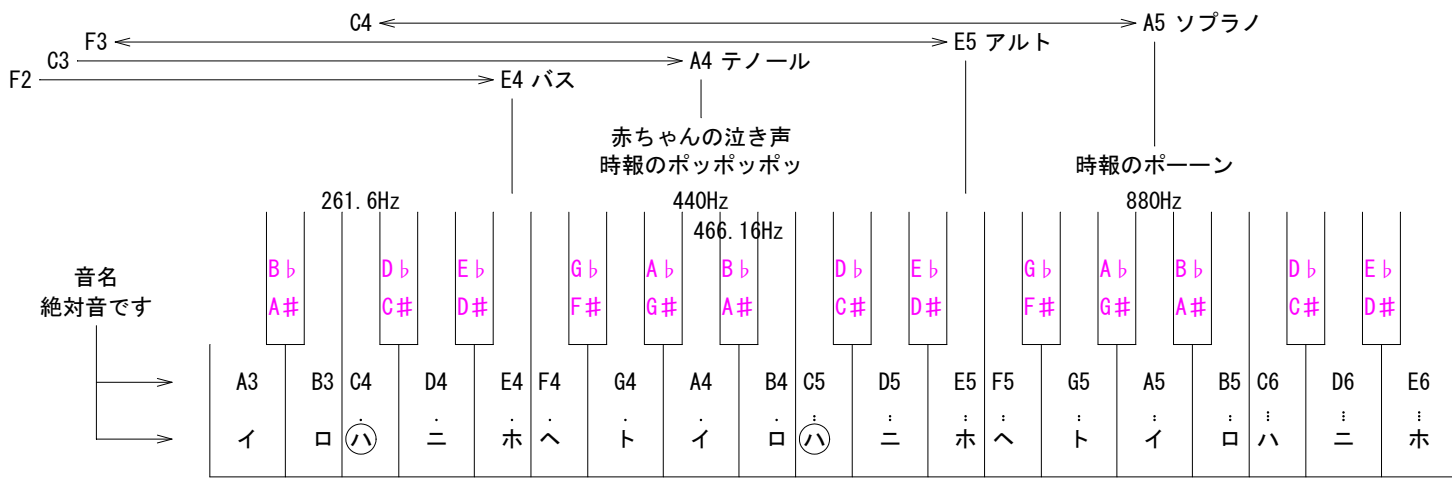 C4 A5 ソプラノ
F3 E5 アルト
C3 A4 テノール
F2 E4 バス
赤ちゃんの泣き声
時報のポッポッポッ 時報のポーーン
261.6Hz 440Hz 880Hz
466.16Hz
B♭ D♭ E♭ G♭ A♭ B♭ D♭ E♭ G♭ A♭ B♭ D♭ E♭
A♯ C♯ D♯ F♯ G♯ A♯ C♯ D♯ F♯ G♯ A♯ C♯ D♯
音名
絶対音です
A3 B3 C4 D4 E4 F4 G4 A4 B4 C5 D5 E5 F5 G5 A5 B5 C6 D6 E6
イ ロ ハ ニ ホ ヘ ト イ ロ ハ ニ ホ ヘ ト イ ロ ハ ニ ホ